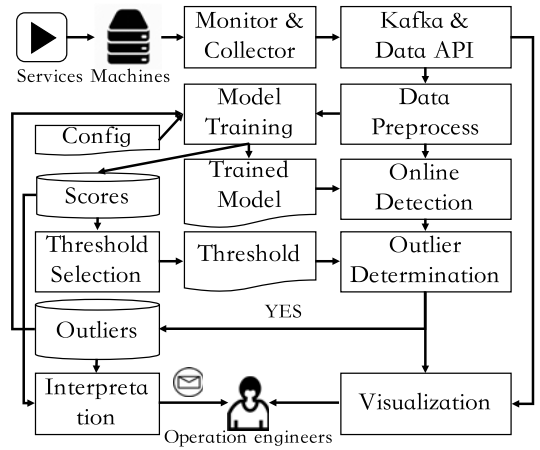 Monitor &
Collector
Kafka &
Data API
Services
Machines
Model
Training
Data
Preprocess
Config
Scores
Trained
Model
Online
Detection
Threshold
Selection
Threshold
Outlier
Determination
YES
Outliers
Interpreta
tion
Visualization
Operation engineers